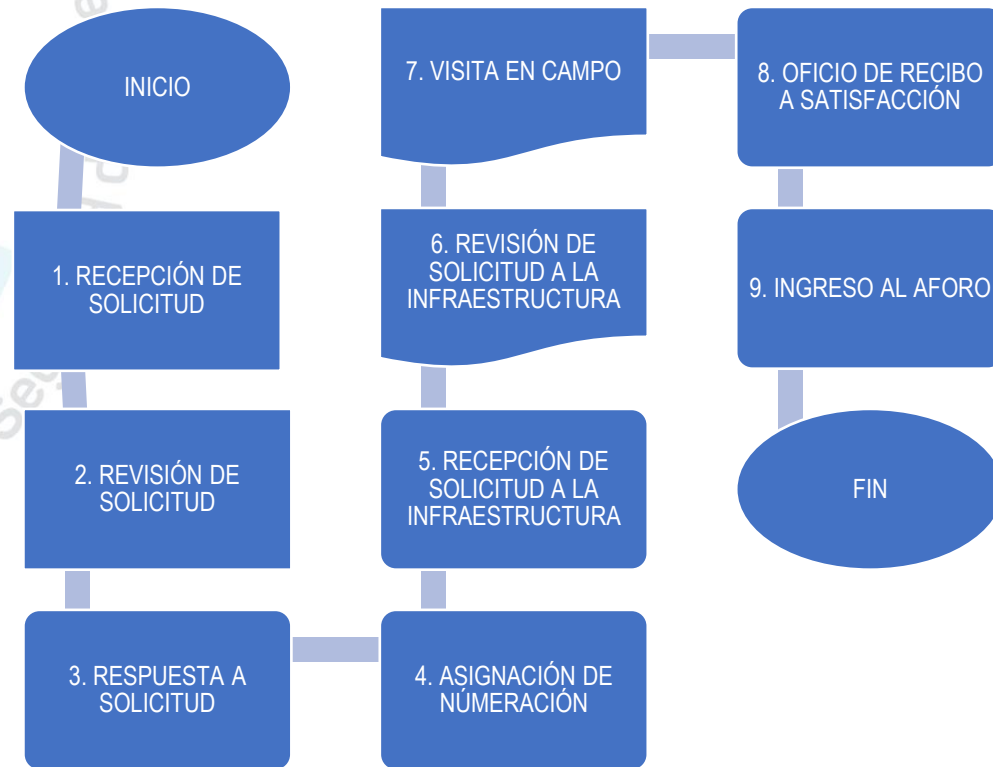 INICIO
1. RECEPCIÓN DE
SOLICITUD
2. REVISIÓN DE
SOLICITUD
3. RESPUESTA A
SOLICITUD
4. ASIGNACIÓN DE
NÚMERACIÓN
5. RECEPCIÓN DE
SOLICITUD A LA
INFRAESTRUCTURA
6. REVISIÓN DE
SOLICITUD A LA
INFRAESTRUCTURA
7. VISITA EN CAMPO
8. OFICIO DE RECIBO
A SATISFACCIÓN
9. INGRESO AL AFORO
FIN